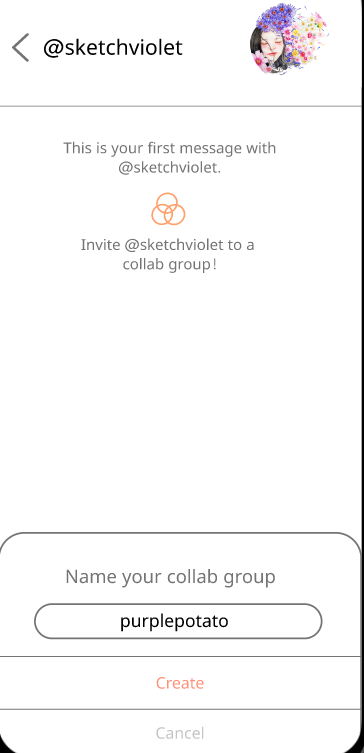 @sketchviolet
This is your first message with
@sketchviolet.
Invite @sketchviolet to a
collab group!
Name your collab group
purplepotato
Create
Cancel